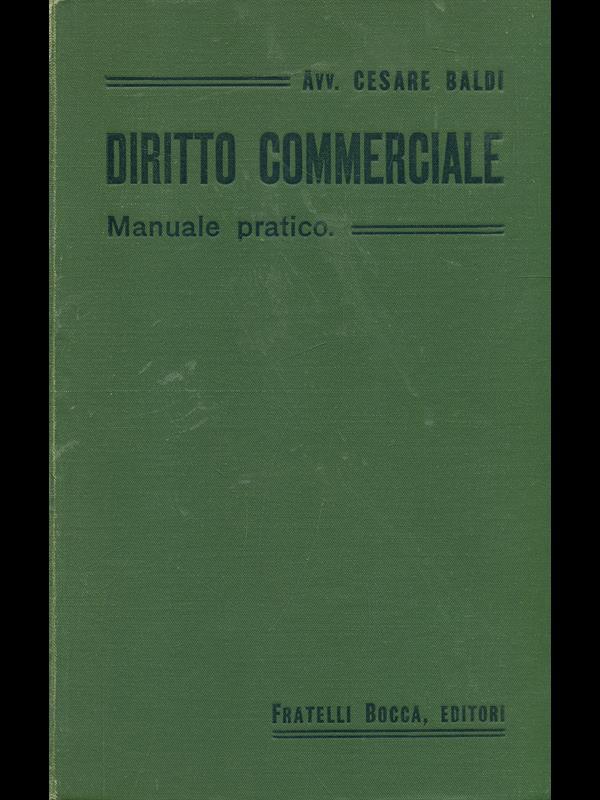 Avv. CESARE BALDI
DIRITTO COMMERCIALE
Manuale pratico.
FRATELLI BOCCA, EDITORI